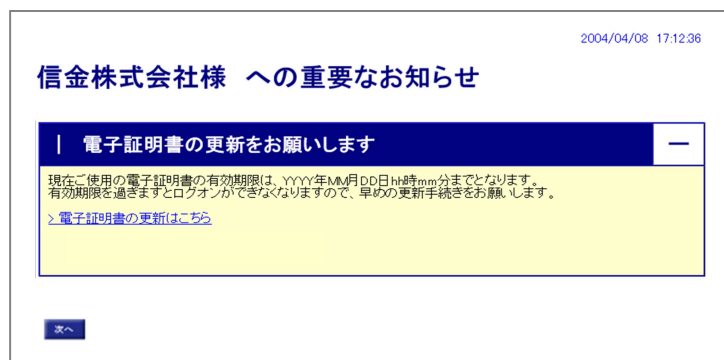 2004/04/08 17:12:36
信金株式会社様 への重要なお知らせ
| 電子証明書の更新をお願いします
現在ご使用の電子証明書の有効期限は、YYYY年MM月DD日hh時mm分までとなります。
有効期限を過ぎますとログオンができなくなりますので、早めの更新手続きをお願いします。
> 電子証明書の更新はこちら
次へ